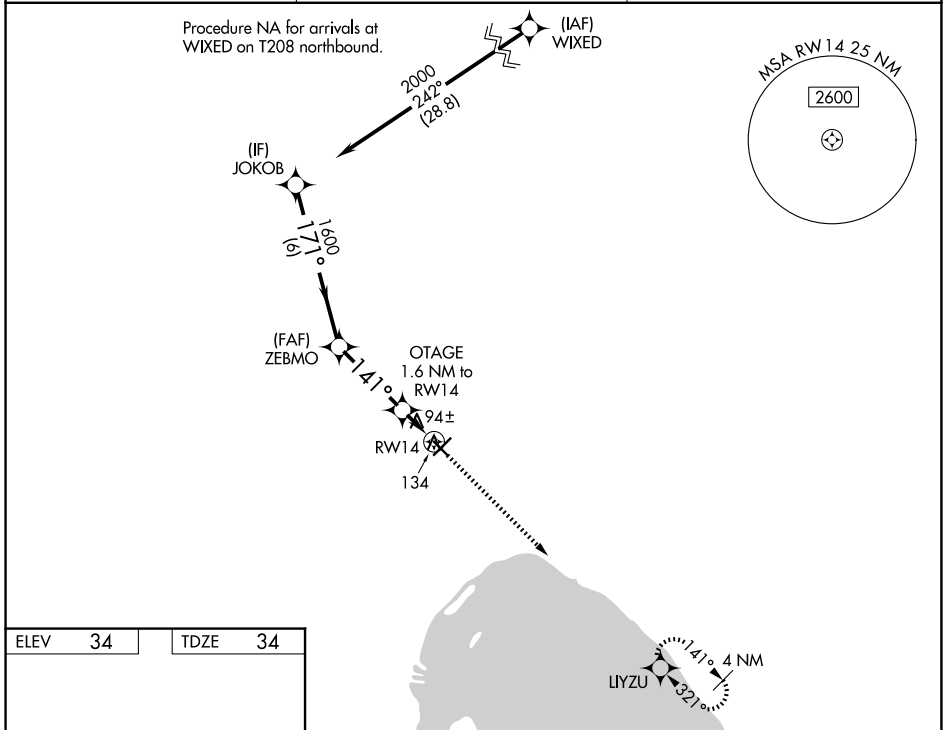 Procedure NA for arrivals at
WIXED on T208 northbound.
(IAF)
WIXED
MSA RW14 25 NM
2600
2000
242°
(28.8)
(IF)
JOKOB
1600
171°
(6)
(FAF)
ZEBMO
141°
OTAGE
1.6 NM to
RW14
94±
RW14
134
ELEV 34
TDZE 34
LIYZU
141°
4 NM
321°